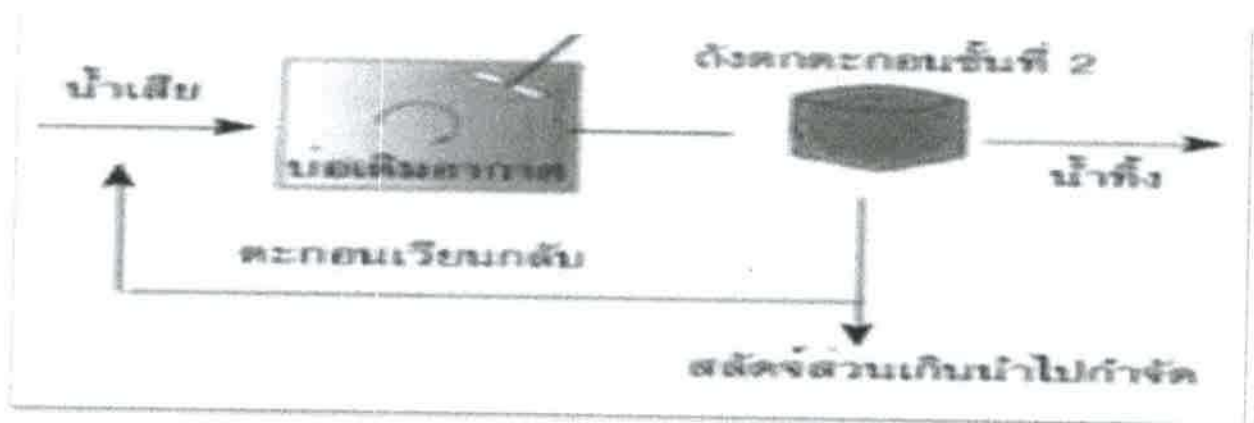 น้ำเสีย
ถังตกตะกอนชั้นที่ 2
บ่อเติมอากาศ
น้ำทิ้ง
ตะกอนเวียนกลับ
สลัดจ์ส่วนเกินนำไปกำจัด